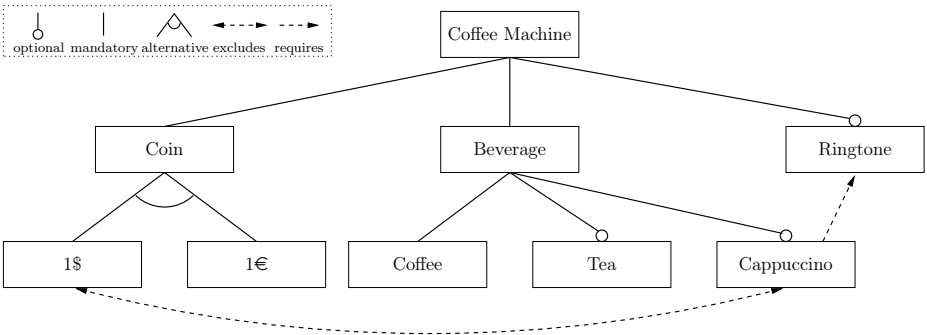 optional mandatory alternative excludes requires
Coffee Machine
Coin
Beverage
Ringtone
1$
1€
Coffee
Tea
Cappuccino